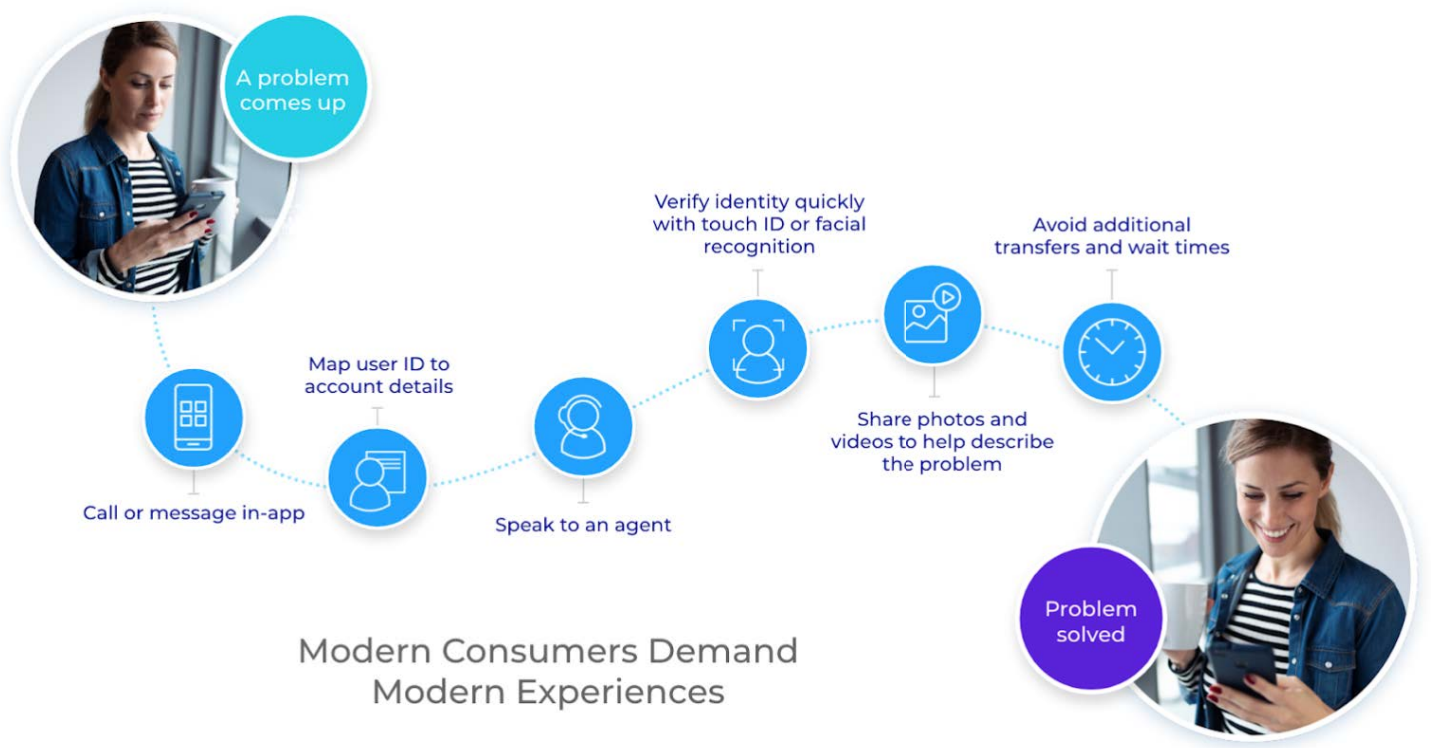 A problem
comes up
Call or message in-app
Map user ID to
account details
Speak to an agent
Verify identity quickly
with touch ID or facial
recognition
Share photos and
videos to help describe
the problem
Avoid additional
transfers and wait times
Problem
solved
Modern Consumers Demand
Modern Experiences